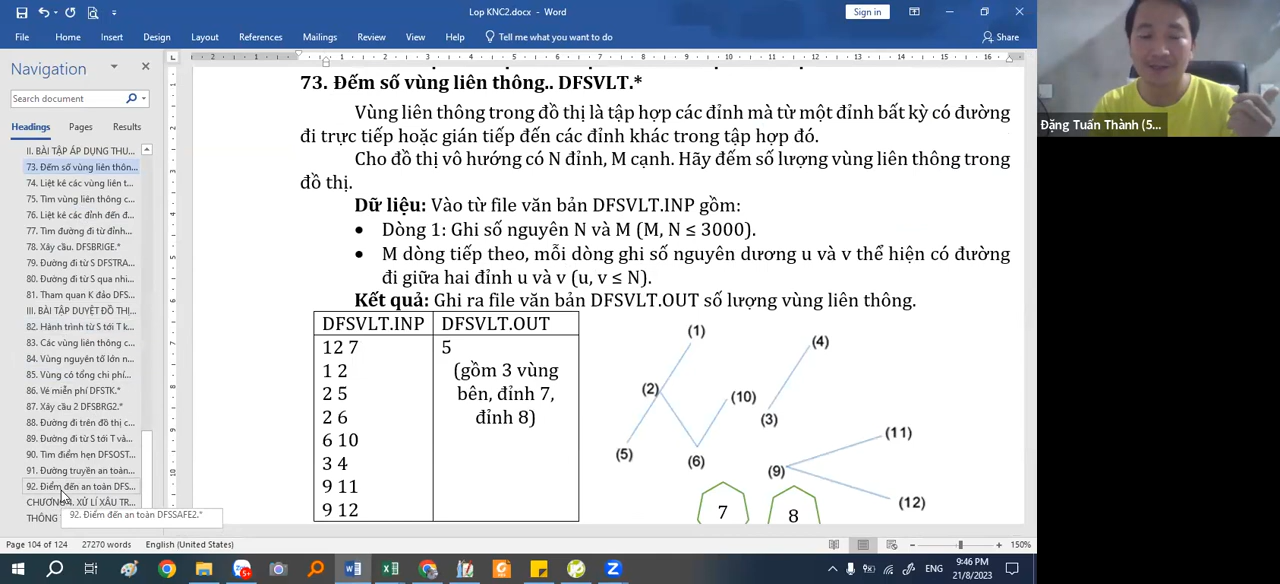 Lop KNC2.docx - Word
Sign in
File Home Insert Design Layout References Mailings Review View Help Tell me what you want to do
Share
Navigation
Search document
Headings Pages Results
II. BÀI TẬP ÁP DỤNG THU...
73. Đếm số vùng liên thôn...
74. Liệt kê các vùng liên t...
75. Tìm vùng liên thông c...
76. Liệt kê các đỉnh đến đ...
77. Tìm đường đi từ đỉnh...
78. Xây cầu. DFSBRIGE.*
79. Đường đi từ S DFSTRA...
80. Đường đi từ S qua nhi...
81. Tham quan K đảo DFS...
III. BÀI TẬP DUYỆT ĐỒ THỊ...
82. Hành trình từ S tới T k...
83. Các vùng liên thông c...
84. Vùng nguyên tố lớn n...
85. Vùng có tổng chi phí...
86. Vé miễn phí DFSTK.*
87. Xây cầu 2 DFSBRG2.*
88. Đường đi trên đồ thị c...
89. Đường đi từ S tới T và...
90. Tìm điểm hẹn DFSOST...
91. Đường truyền an toàn...
92. Điểm đến an toàn DFS...
CHƯƠNG 4. XỬ LÍ XÂU TR...
THÔNG
92. Điểm đến an toàn DFSSAFE2.*
73. Đếm số vùng liên thông.. DFSVLT.*
Vùng liên thông trong đồ thị là tập hợp các đỉnh mà từ một đỉnh bất kỳ có đường
đi trực tiếp hoặc gián tiếp đến các đỉnh khác trong tập hợp đó.
Cho đồ thị vô hướng có N đỉnh, M cạnh. Hãy đếm số lượng vùng liên thông trong
đồ thị.
Dữ liệu: Vào từ file văn bản DFSVLT.INP gồm:
• Dòng 1: Ghi số nguyên N và M (M, N ≤ 3000).
• M dòng tiếp theo, mỗi dòng ghi số nguyên dương u và v thể hiện có đường
đi giữa hai đỉnh u và v (u, v ≤ N).
Kết quả: Ghi ra file văn bản DFSVLT.OUT số lượng vùng liên thông.
DFSVLT.INP DFSVLT.OUT
12 7 5
1 2 (gồm 3 vùng
2 5 bên, đỉnh 7,
2 6 đỉnh 8)
6 10
3 4
9 11
9 12
(1)
(4)
(2)
(10)
(3)
(11)
(5)
(6)
(9)
(12)
7
8
Đặng Tuấn Thành (5...
Page 104 of 124 27270 words English (United States)
150%
ENG
9:46 PM
21/8/2023